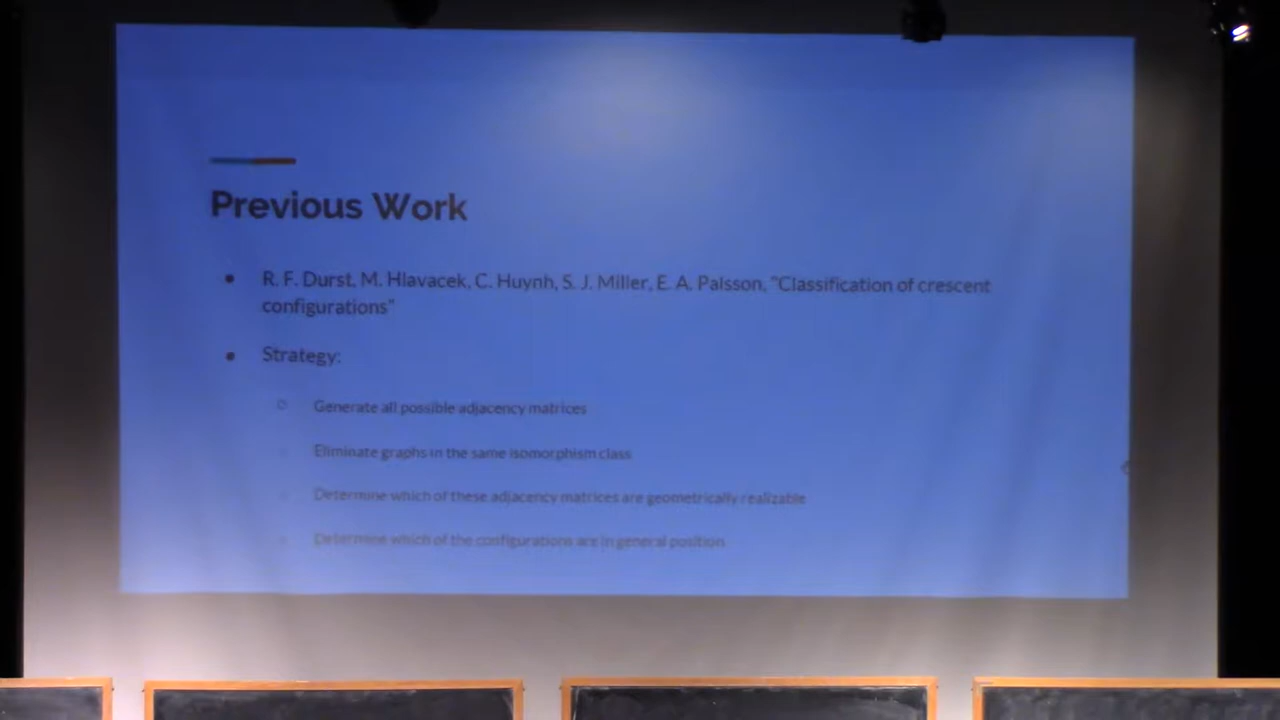 Previous Work
R. F. Durst, M. Hlavacek, C. Huynh, S. J. Miller, E. A. Palsson, "Classification of crescent
configurations"
Strategy:
Generate all possible adjacency matrices
Eliminate graphs in the same isomorphism class
Determine which of these adjacency matrices are geometrically realizable
Determine which of the configurations are in general position